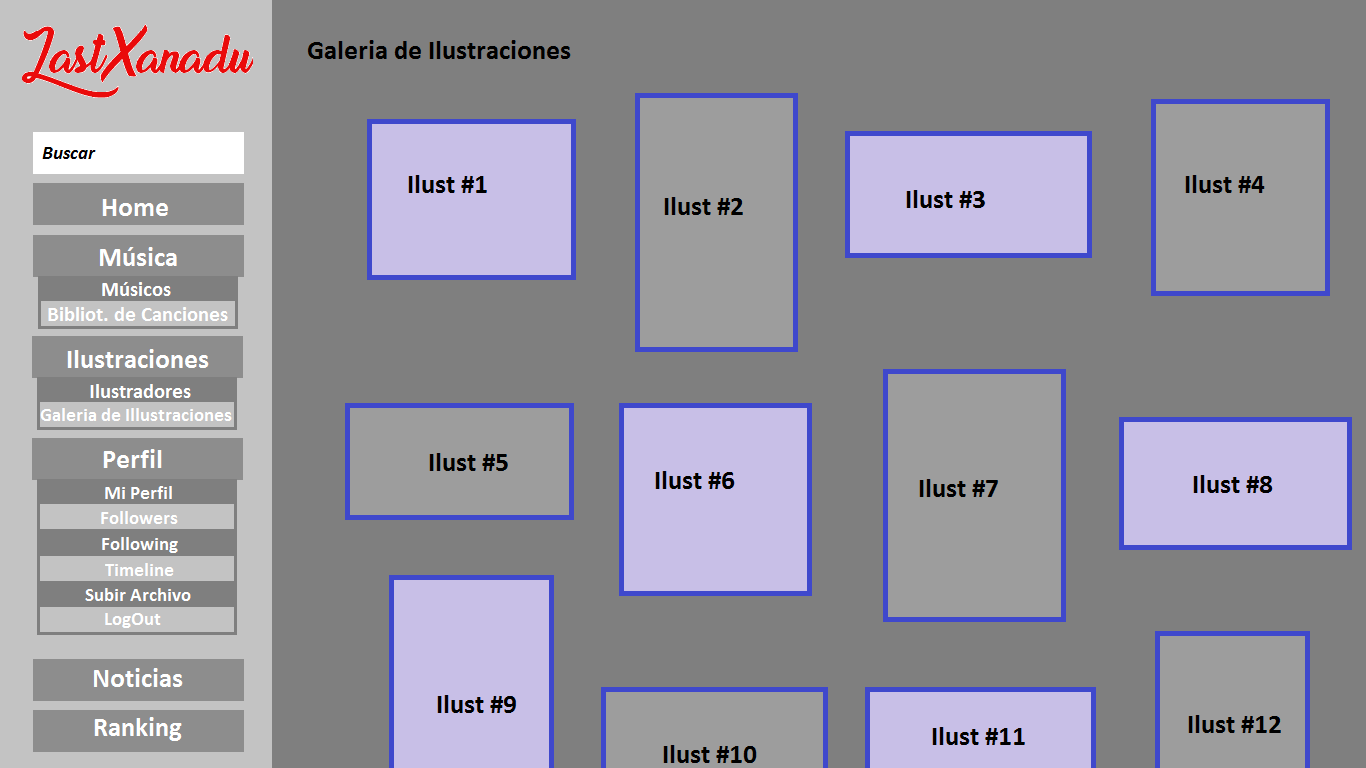 LastXanadu
Buscar
Home
Música
Músicos
Bibliot. de Canciones
Ilustraciones
Ilustradores
Galeria de Illustraciones
Perfil
Mi Perfil
Followers
Following
Timeline
Subir Archivo
LogOut
Noticias
Ranking
Galeria de Ilustraciones
Ilust #1
Ilust #2
Ilust #3
Ilust #4
Ilust #5
Ilust #6
Ilust #7
Ilust #8
Ilust #9
Ilust #10
Ilust #11
Ilust #12